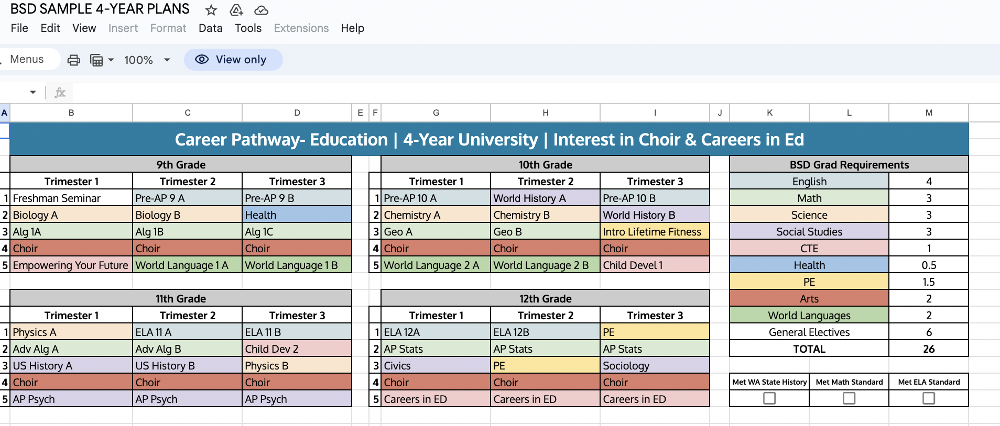 BSD SAMPLE 4-YEAR PLANS
File Edit View Insert Format Data Tools Extensions Help
Menus 100% View only
fx
A B C D E F G H I J K L M
Career Pathway- Education | 4-Year University | Interest in Choir & Careers in Ed
9th Grade 10th Grade BSD Grad Requirements
Trimester 1 Trimester 2 Trimester 3 Trimester 1 Trimester 2 Trimester 3 English 4
1 Freshman Seminar Pre-AP 9 A Pre-AP 9 B 1 Pre-AP 10 A World History A Pre-AP 10 B Math 3
2 Biology A Biology B Health 2 Chemistry A Chemistry B World History B Science 3
3 Alg 1A Alg 1B Alg 1C 3 Geo A Geo B Intro Lifetime Fitness Social Studies 3
4 Choir Choir Choir 4 Choir Choir Choir CTE 1
5 Empowering Your Future World Language 1 A World Language 1 B 5 World Language 2 A World Language 2 B Child Devel 1 Health 0.5
PE 1.5
11th Grade 12th Grade Arts 2
Trimester 1 Trimester 2 Trimester 3 Trimester 1 Trimester 2 Trimester 3 World Languages 2
1 Physics A ELA 11 A ELA 11 B 1 ELA 12A ELA 12B PE General Electives 6
2 Adv Alg A Adv Alg B Child Dev 2 2 AP Stats AP Stats AP Stats TOTAL 26
3 US History A US History B Physics B 3 Civics PE Sociology
4 Choir Choir Choir 4 Choir Choir Choir Met WA State History Met Math Standard Met ELA Standard
5 AP Psych AP Psych AP Psych 5 Careers in ED Careers in ED Careers in ED